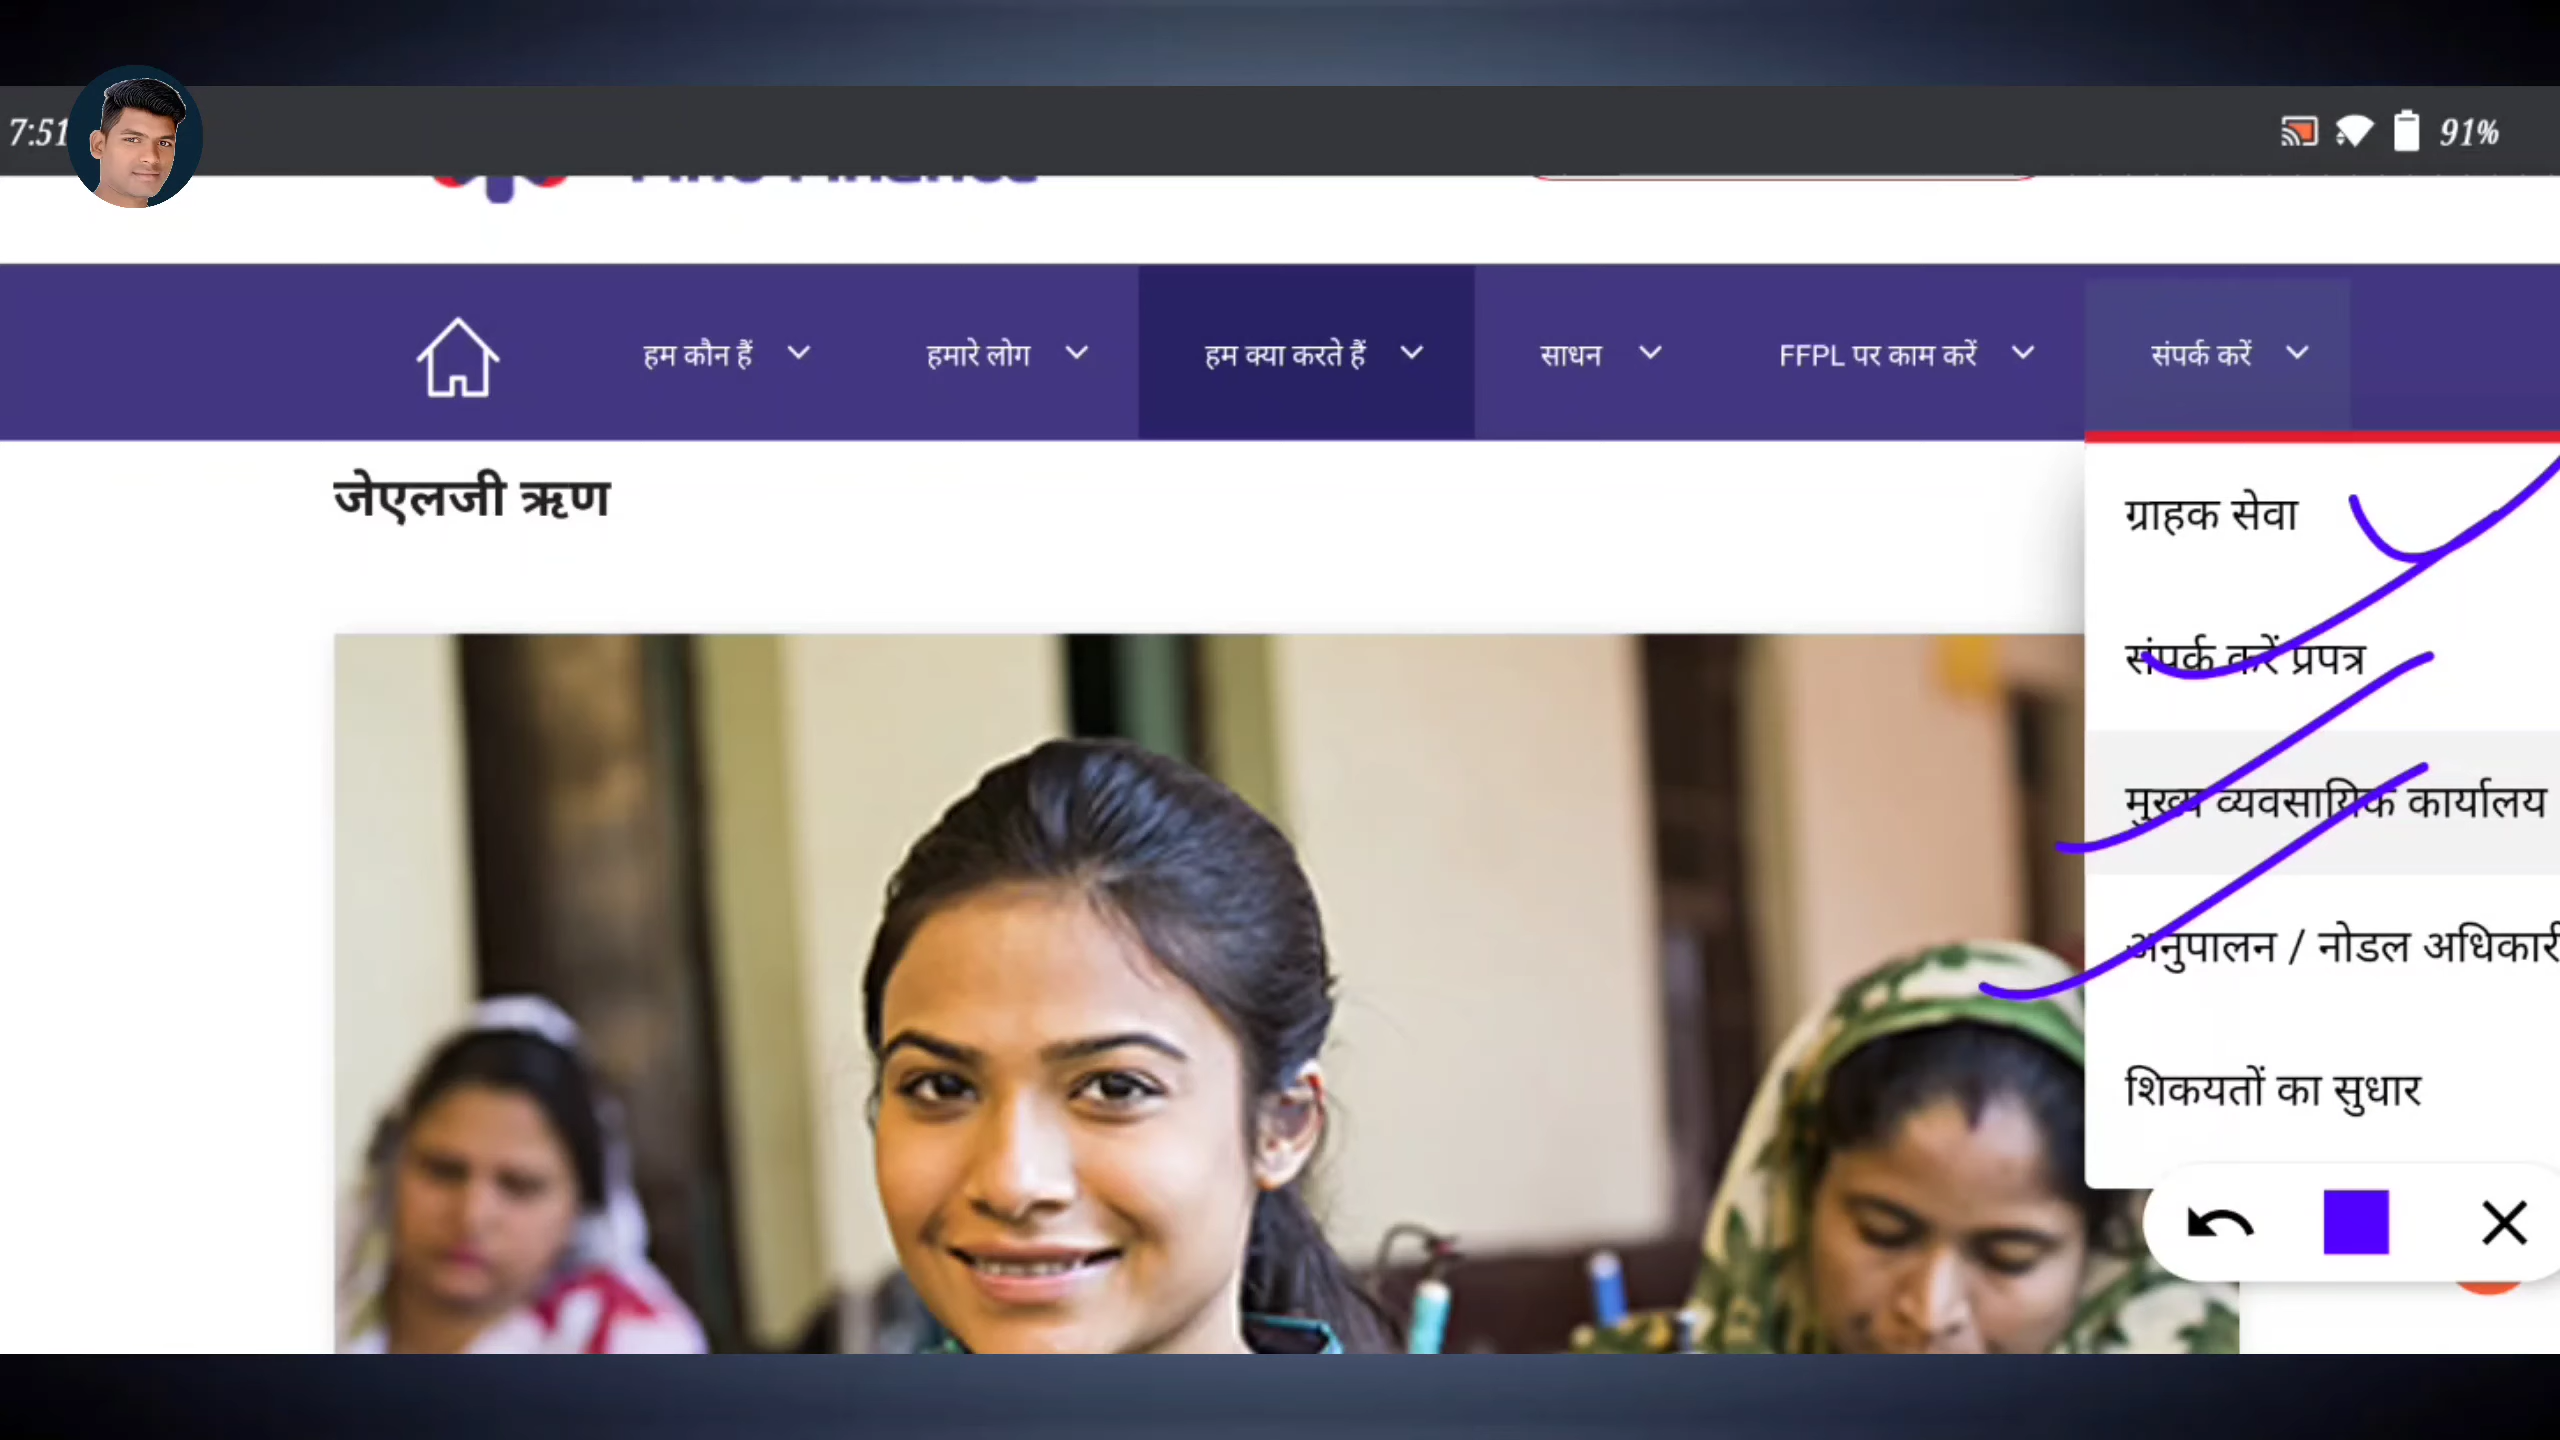 7:51
91%
हम कौन हैं
हमारे लोग
हम क्या करते हैं
साधन
FFPL पर काम करें
संपर्क करें
जेएलजी ऋण
ग्राहक सेवा
संपर्क करें प्रपत्र
मुख्य व्यवसायिक कार्यालय
अनुपालन / नोडल अधिकारी
शिकयतों का सुधार